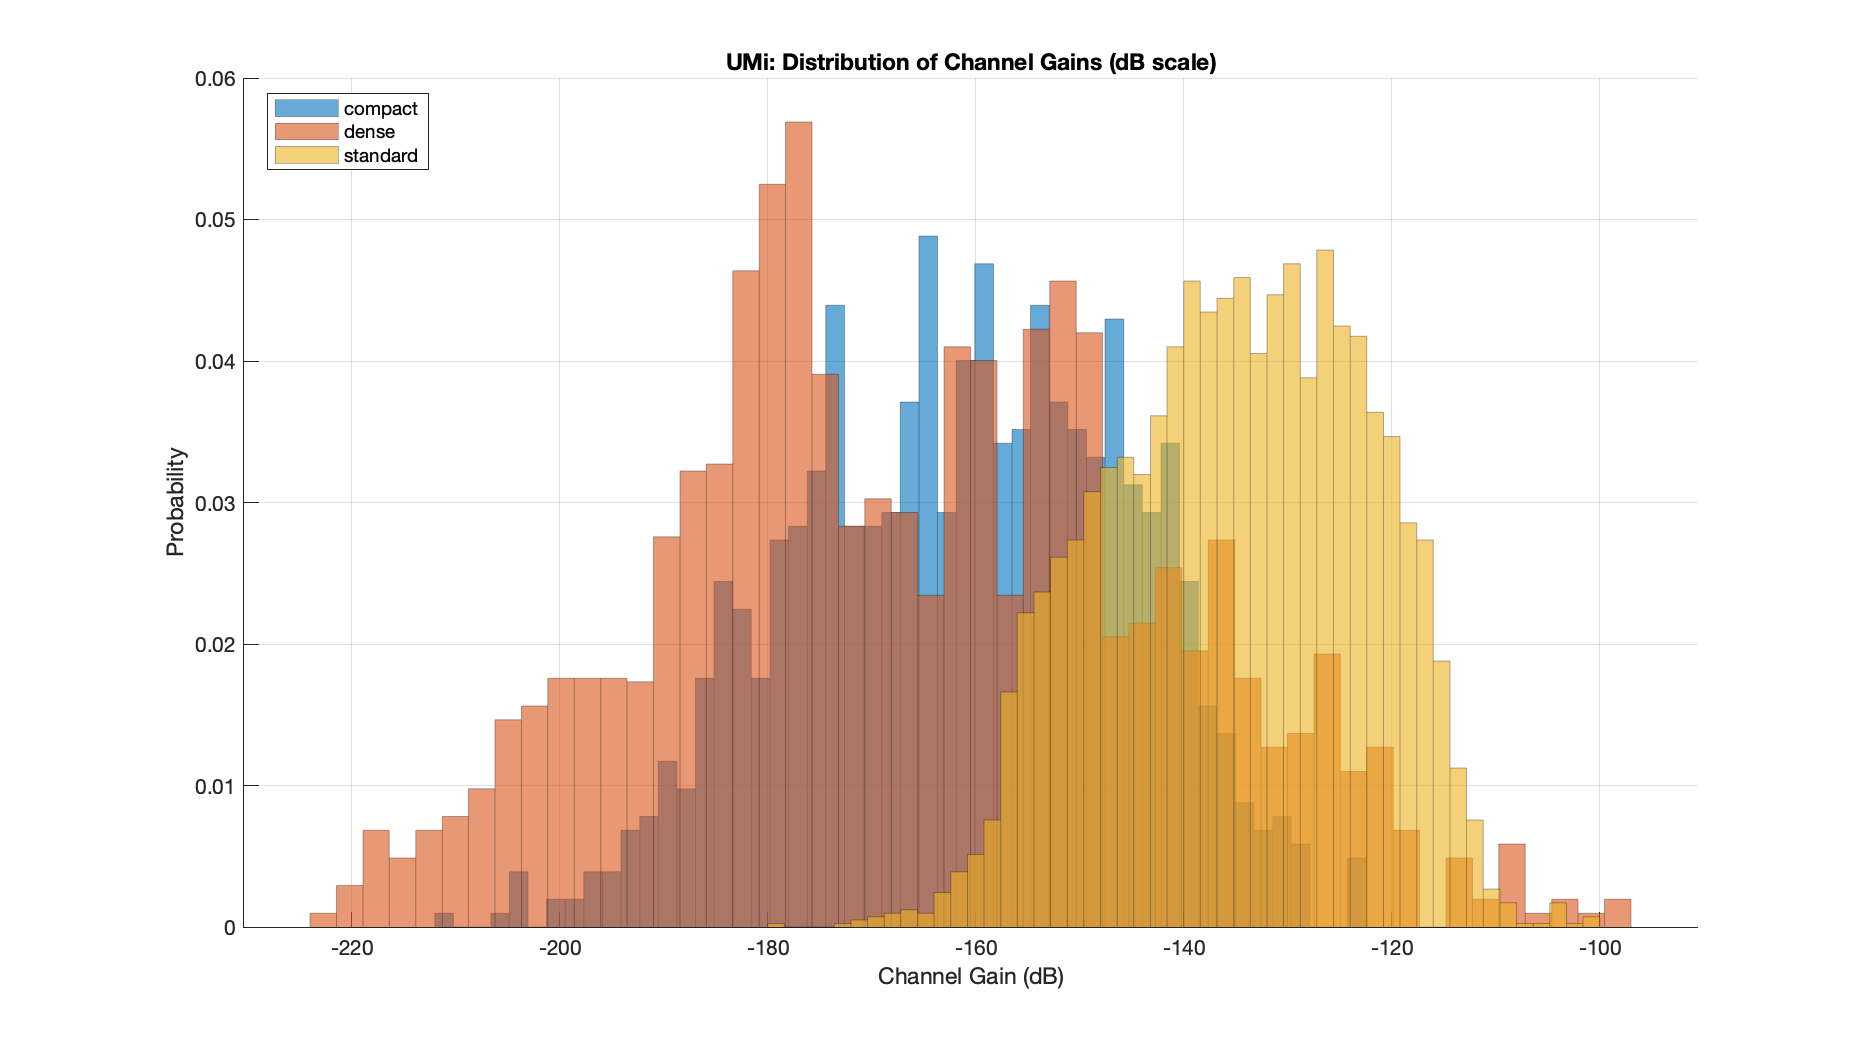 UMi: Distribution of Channel Gains (dB scale)
compact
dense
standard
0.06
0.05
0.04
0.03
0.02
0.01
0
Probability
-220 -200 -180 -160 -140 -120 -100
Channel Gain (dB)